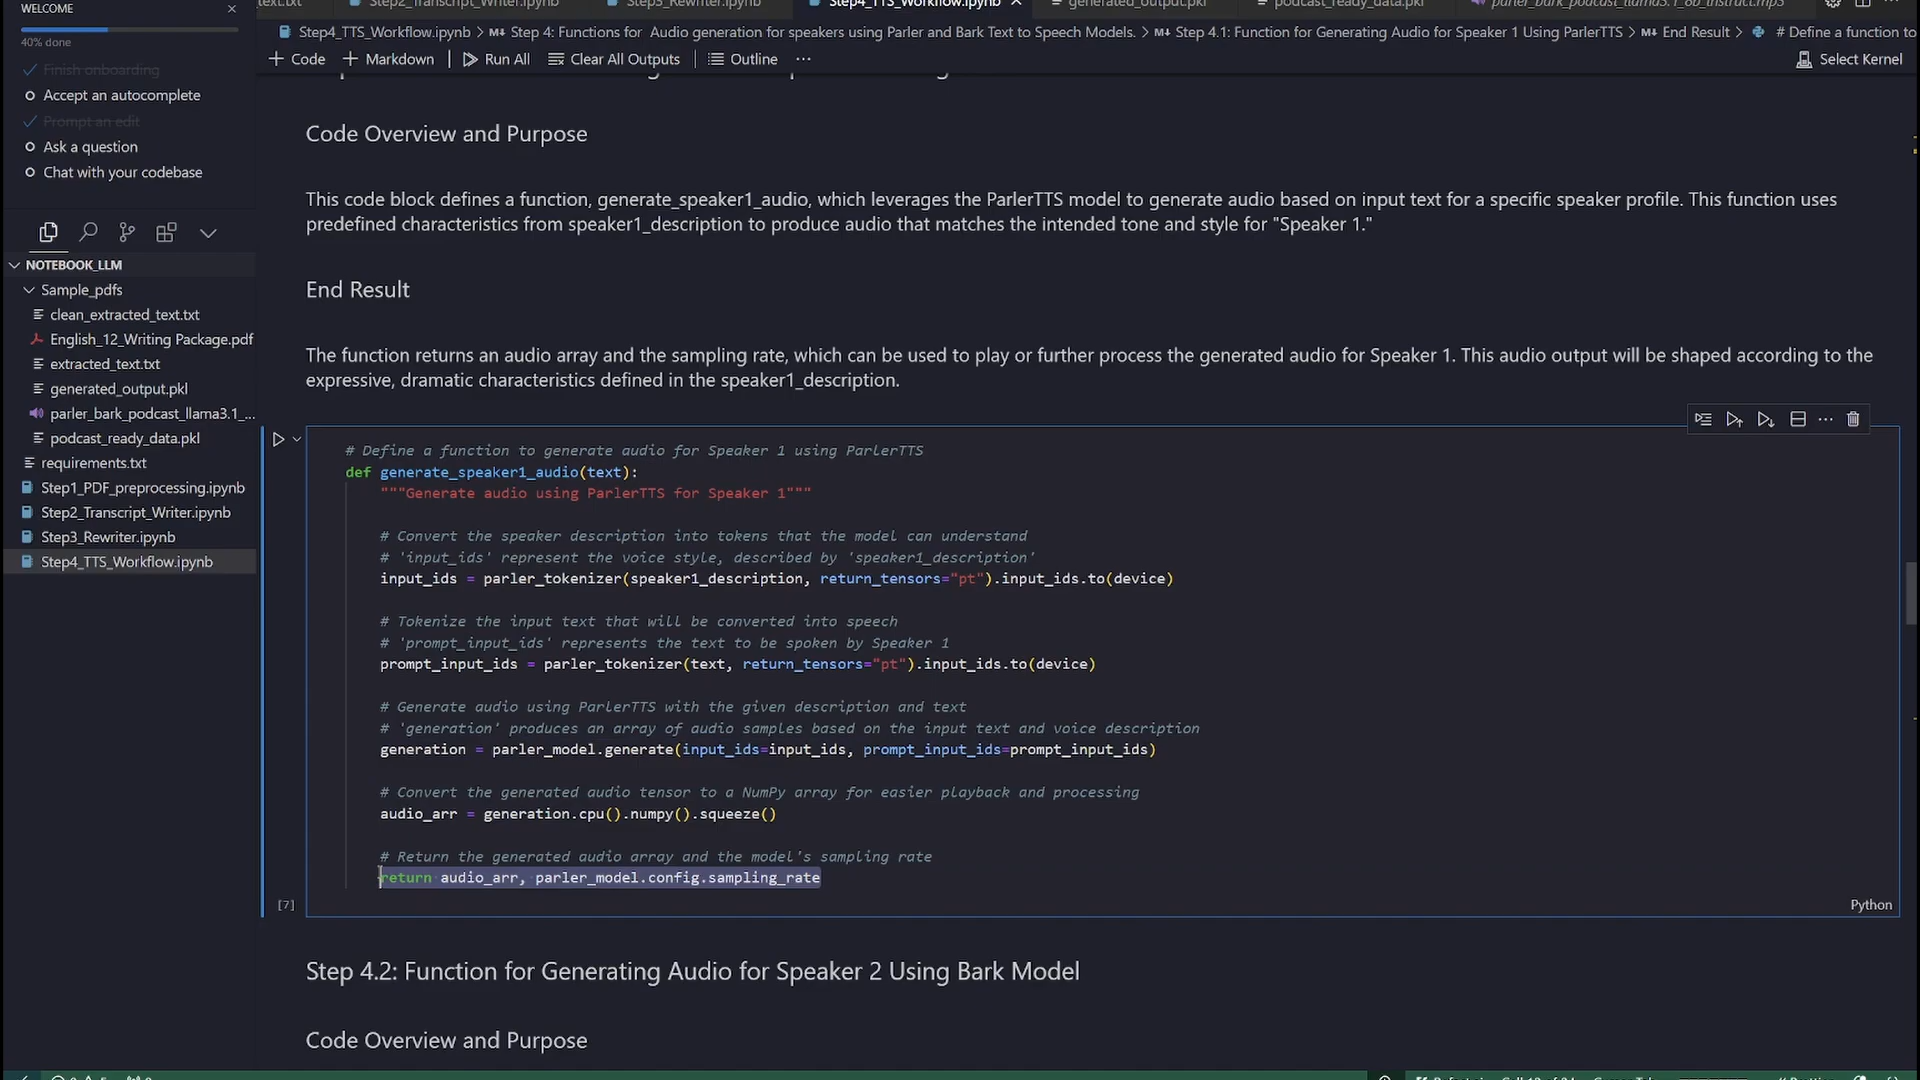 WELCOME
40% done
Finish onboarding
Accept an autocomplete
Prompt an edit
Ask a question
Chat with your codebase
NOTEBOOK_LLM
Sample_pdfs
clean_extracted_text.txt
English_12_Writing Package.pdf
extracted_text.txt
generated_output.pkl
parler_bark_podcast_llama3.1_...
podcast_ready_data.pkl
requirements.txt
Step1_PDF_preprocessing.ipynb
Step2_Transcript_Writer.ipynb
Step3_Rewriter.ipynb
Step4_TTS_Workflow.ipynb
text.txt Step2_Transcript_Writer.ipynb Step3_Rewriter.ipynb Step4_TTS_Workflow.ipynb generated_output.pkl podcast_ready_data.pkl parler_bark_podcast_llama3.1_8b_instruct.mp3
Step4_TTS_Workflow.ipynb > M↓ Step 4: Functions for Audio generation for speakers using Parler and Bark Text to Speech Models. > M↓ Step 4.1: Function for Generating Audio for Speaker 1 Using ParlerTTS > M↓ End Result > # Define a function to
+ Code + Markdown Run All Clear All Outputs Outline ... Select Kernel
Code Overview and Purpose
This code block defines a function, generate_speaker1_audio, which leverages the ParlerTTS model to generate audio based on input text for a specific speaker profile. This function uses
predefined characteristics from speaker1_description to produce audio that matches the intended tone and style for "Speaker 1."
End Result
The function returns an audio array and the sampling rate, which can be used to play or further process the generated audio for Speaker 1. This audio output will be shaped according to the
expressive, dramatic characteristics defined in the speaker1_description.
# Define a function to generate audio for Speaker 1 using ParlerTTS
def generate_speaker1_audio(text):
"""Generate audio using ParlerTTS for Speaker 1"""
# Convert the speaker description into tokens that the model can understand
# 'input_ids' represent the voice style, described by 'speaker1_description'
input_ids = parler_tokenizer(speaker1_description, return_tensors="pt").input_ids.to(device)
# Tokenize the input text that will be converted into speech
# 'prompt_input_ids' represents the text to be spoken by Speaker 1
prompt_input_ids = parler_tokenizer(text, return_tensors="pt").input_ids.to(device)
# Generate audio using ParlerTTS with the given description and text
# 'generation' produces an array of audio samples based on the input text and voice description
generation = parler_model.generate(input_ids=input_ids, prompt_input_ids=prompt_input_ids)
# Convert the generated audio tensor to a NumPy array for easier playback and processing
audio_arr = generation.cpu().numpy().squeeze()
# Return the generated audio array and the model's sampling rate
return audio_arr, parler_model.config.sampling_rate
[7] Python
Step 4.2: Function for Generating Audio for Speaker 2 Using Bark Model
Code Overview and Purpose